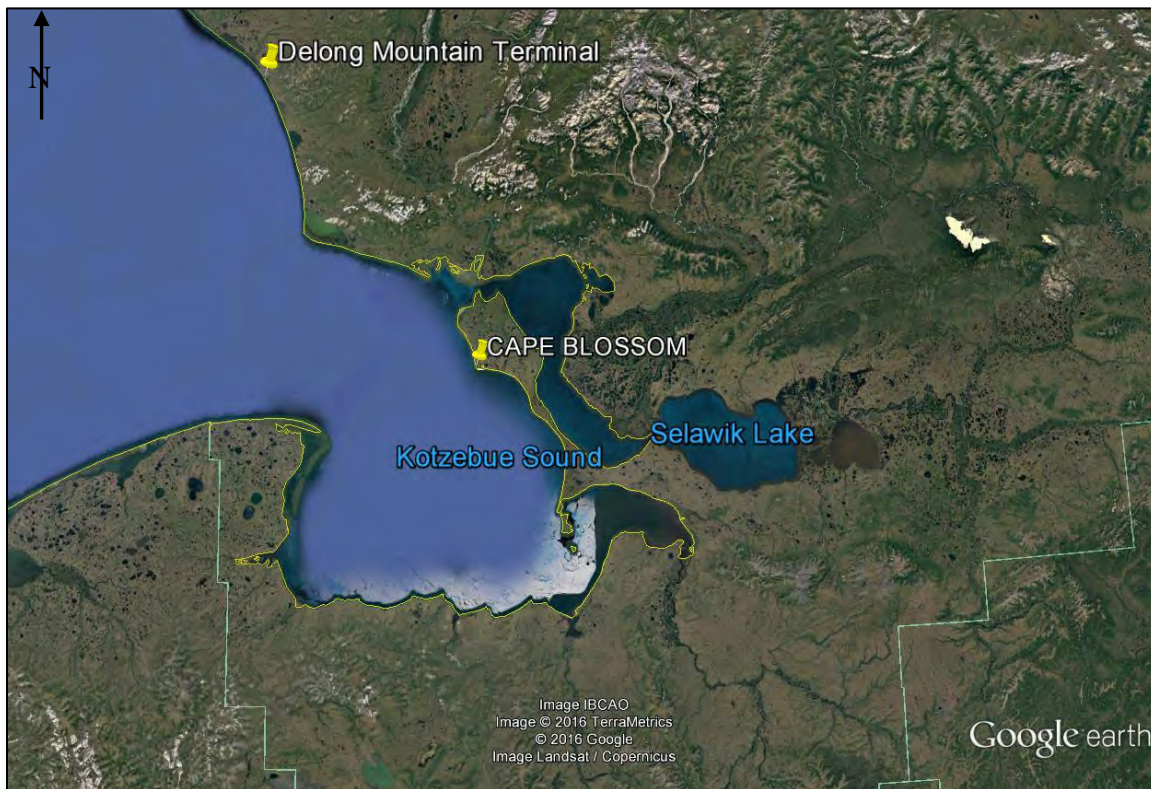 N
Delong Mountain Terminal
CAPE BLOSSOM
Selawik Lake
Kotzebue Sound
Image IBCAO
Image © 2016 TerraMetrics
© 2016 Google
Image Landsat / Copernicus
Google earth